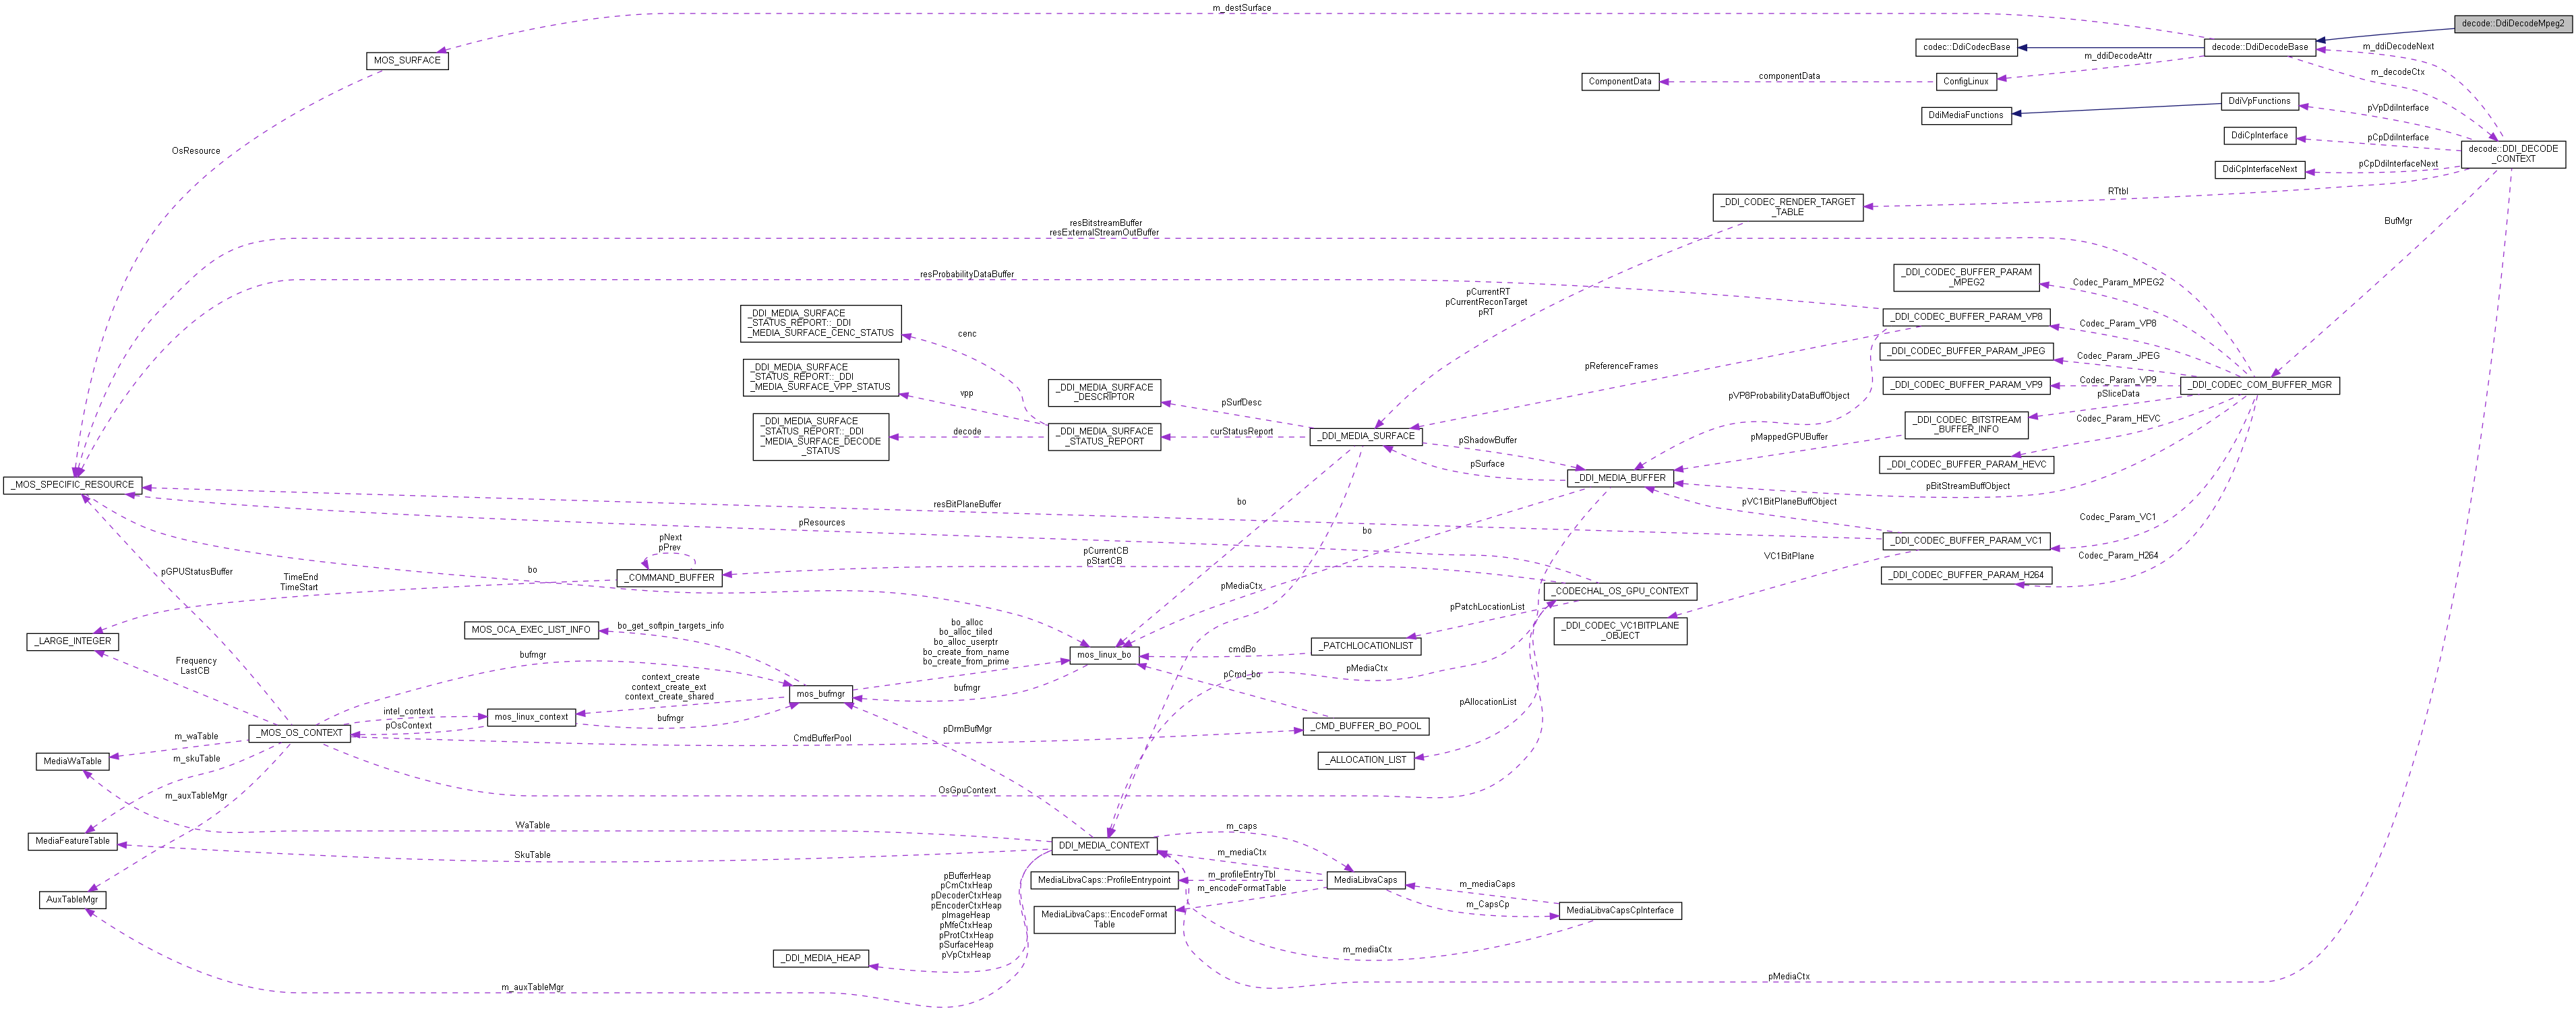 m_destSurface
decode::DdiDecodeMpeg2
MOS_SURFACE
codec::DdiCodecBase
decode::DdiDecodeBase
m_ddiDecodeNext
m_ddiDecodeAttr
m_decodeCtx
ComponentData
componentData
ConfigLinux
DdiMediaFunctions
DdiVpFunctions
pVpDdiInterface
DdiCpInterface
pCpDdiInterface
decode::DDI_DECODE
_CONTEXT
DdiCpInterfaceNext
pCpDdiInterfaceNext
OsResource
RTtbl
_DDI_CODEC_RENDER_TARGET
_TABLE
BufMgr
resBitstreamBuffer
resExternalStreamOutBuffer
resProbabilityDataBuffer
_DDI_CODEC_BUFFER_PARAM
_MPEG2
Codec_Param_MPEG2
pCurrentRT
pCurrentReconTarget
pRT
_DDI_MEDIA_SURFACE
_STATUS_REPORT::_DDI
_MEDIA_SURFACE_CENC_STATUS
cenc
_DDI_CODEC_BUFFER_PARAM_VP8
Codec_Param_VP8
_DDI_CODEC_BUFFER_PARAM_JPEG
Codec_Param_JPEG
pReferenceFrames
_DDI_MEDIA_SURFACE
_STATUS_REPORT::_DDI
_MEDIA_SURFACE_VPP_STATUS
vpp
_DDI_MEDIA_SURFACE
_DESCRIPTOR
pSurfDesc
pVP8ProbabilityDataBuffObject
_DDI_CODEC_BUFFER_PARAM_VP9
Codec_Param_VP9
pSliceData
_DDI_CODEC_COM_BUFFER_MGR
_DDI_MEDIA_SURFACE
_STATUS_REPORT::_DDI
_MEDIA_SURFACE_DECODE
_STATUS
decode
_DDI_MEDIA_SURFACE
_STATUS_REPORT
curStatusReport
_DDI_MEDIA_SURFACE
pShadowBuffer
pMappedGPUBuffer
_DDI_CODEC_BITSTREAM
_BUFFER_INFO
Codec_Param_HEVC
pSurface
_DDI_MEDIA_BUFFER
_DDI_CODEC_BUFFER_PARAM_HEVC
_MOS_SPECIFIC_RESOURCE
pBitStreamBuffObject
resBitPlaneBuffer
bo
pVC1BitPlaneBuffObject
pResources
Codec_Param_VC1
pNext
pPrev
bo
_DDI_CODEC_BUFFER_PARAM_VC1
pCurrentCB
pStartCB
VC1BitPlane
Codec_Param_H264
pGPUStatusBuffer
TimeEnd
TimeStart
bo
_COMMAND_BUFFER
pMediaCtx
_CODECHAL_OS_GPU_CONTEXT
_DDI_CODEC_BUFFER_PARAM_H264
pPatchLocationList
_LARGE_INTEGER
MOS_OCA_EXEC_LIST_INFO
bo_get_softpin_targets_info
bo_alloc
bo_alloc_tiled
bo_alloc_userptr
bo_create_from_name
bo_create_from_prime
mos_linux_bo
cmdBo
_PATCHLOCATIONLIST
_DDI_CODEC_VC1BITPLANE
_OBJECT
Frequency
LastCB
bufmgr
pMediaCtx
pCmd_bo
context_create
context_create_ext
context_create_shared
mos_bufmgr
bufmgr
pAllocationList
intel_context
pOsContext
mos_linux_context
bufmgr
_MOS_OS_CONTEXT
CmdBufferPool
pDrmBufMgr
_CMD_BUFFER_BO_POOL
m_waTable
MediaWaTable
m_skuTable
_ALLOCATION_LIST
m_auxTableMgr
OsGpuContext
WaTable
MediaFeatureTable
SkuTable
DDI_MEDIA_CONTEXT
m_caps
m_mediaCtx
MediaLibvaCaps::ProfileEntrypoint
m_profileEntryTbl
m_encodeFormatTable
MediaLibvaCaps
m_mediaCaps
AuxTableMgr
pBufferHeap
pCmCtxHeap
pDecoderCtxHeap
pEncoderCtxHeap
pImageHeap
pMfeCtxHeap
pProtCtxHeap
pSurfaceHeap
pVpCtxHeap
MediaLibvaCaps::EncodeFormat
Table
m_CapsCp
MediaLibvaCapsCpInterface
_DDI_MEDIA_HEAP
m_mediaCtx
m_auxTableMgr
pMediaCtx